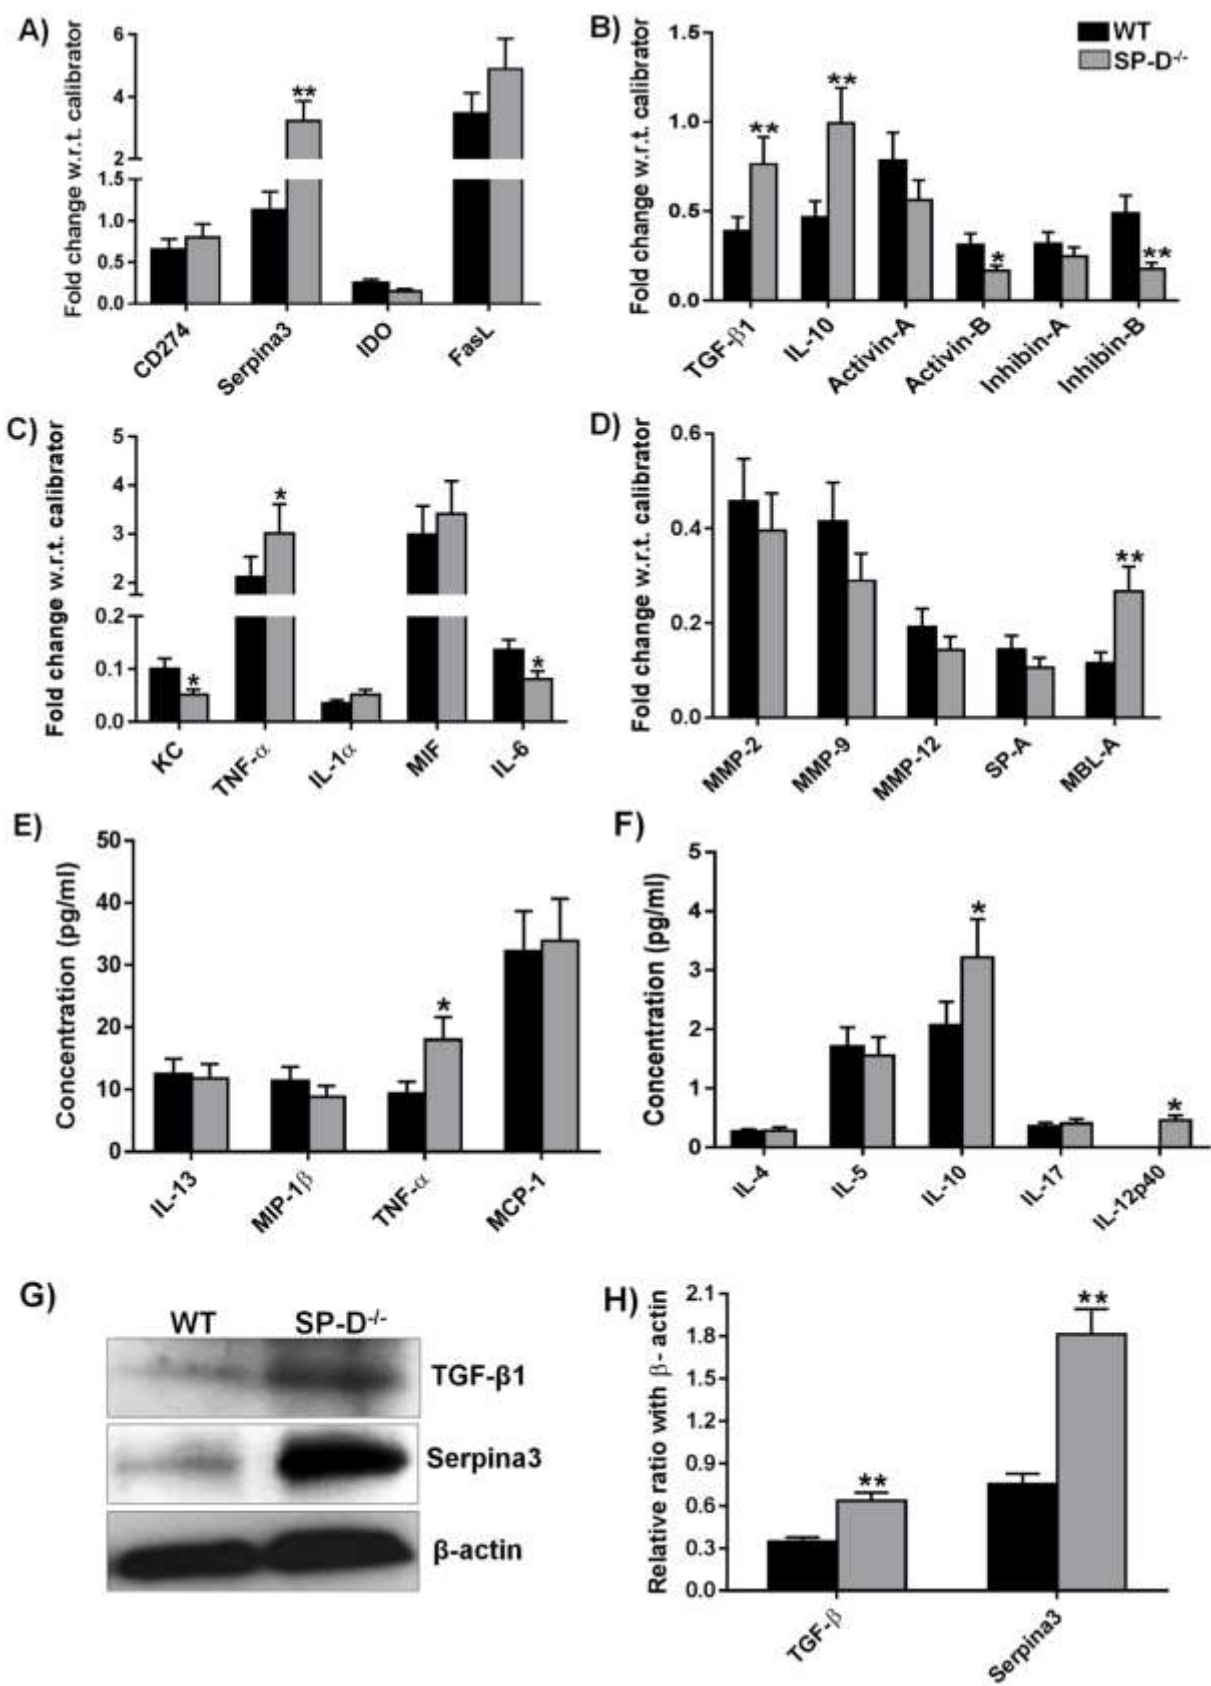 A)
Fold change w.r.t. calibrator
6
4
2
1.5
1.0
0.5
0.0
**
CD274
Serpina3
IDO
FasL
B)
Fold change w.r.t. calibrator
1.5
1.0
0.5
0.0
WT
SP-D-/-
**
**
*
**
TGF-β1
IL-10
Activin-A
Activin-B
Inhibin-A
Inhibin-B
C)
Fold change w.r.t. calibrator
5
4
3
2
0.2
0.1
0.0
*
*
*
KC
TNF-α
IL-1α
MIF
IL-6
D)
Fold change w.r.t. calibrator
0.6
0.4
0.2
0.0
**
MMP-2
MMP-9
MMP-12
SP-A
MBL-A
E)
Concentration (pg/ml)
50
40
30
20
10
0
*
IL-13
MIP-1β
TNF-α
MCP-1
F)
Concentration (pg/ml)
5
4
3
2
1
0
*
*
IL-4
IL-5
IL-10
IL-17
IL-12p40
G)
WT SP-D-/-
TGF-β1
Serpina3
β-actin
H)
Relative ratio with β- actin
2.1
1.8
1.5
1.2
0.9
0.6
0.3
0.0
**
**
TGF-β
Serpina3